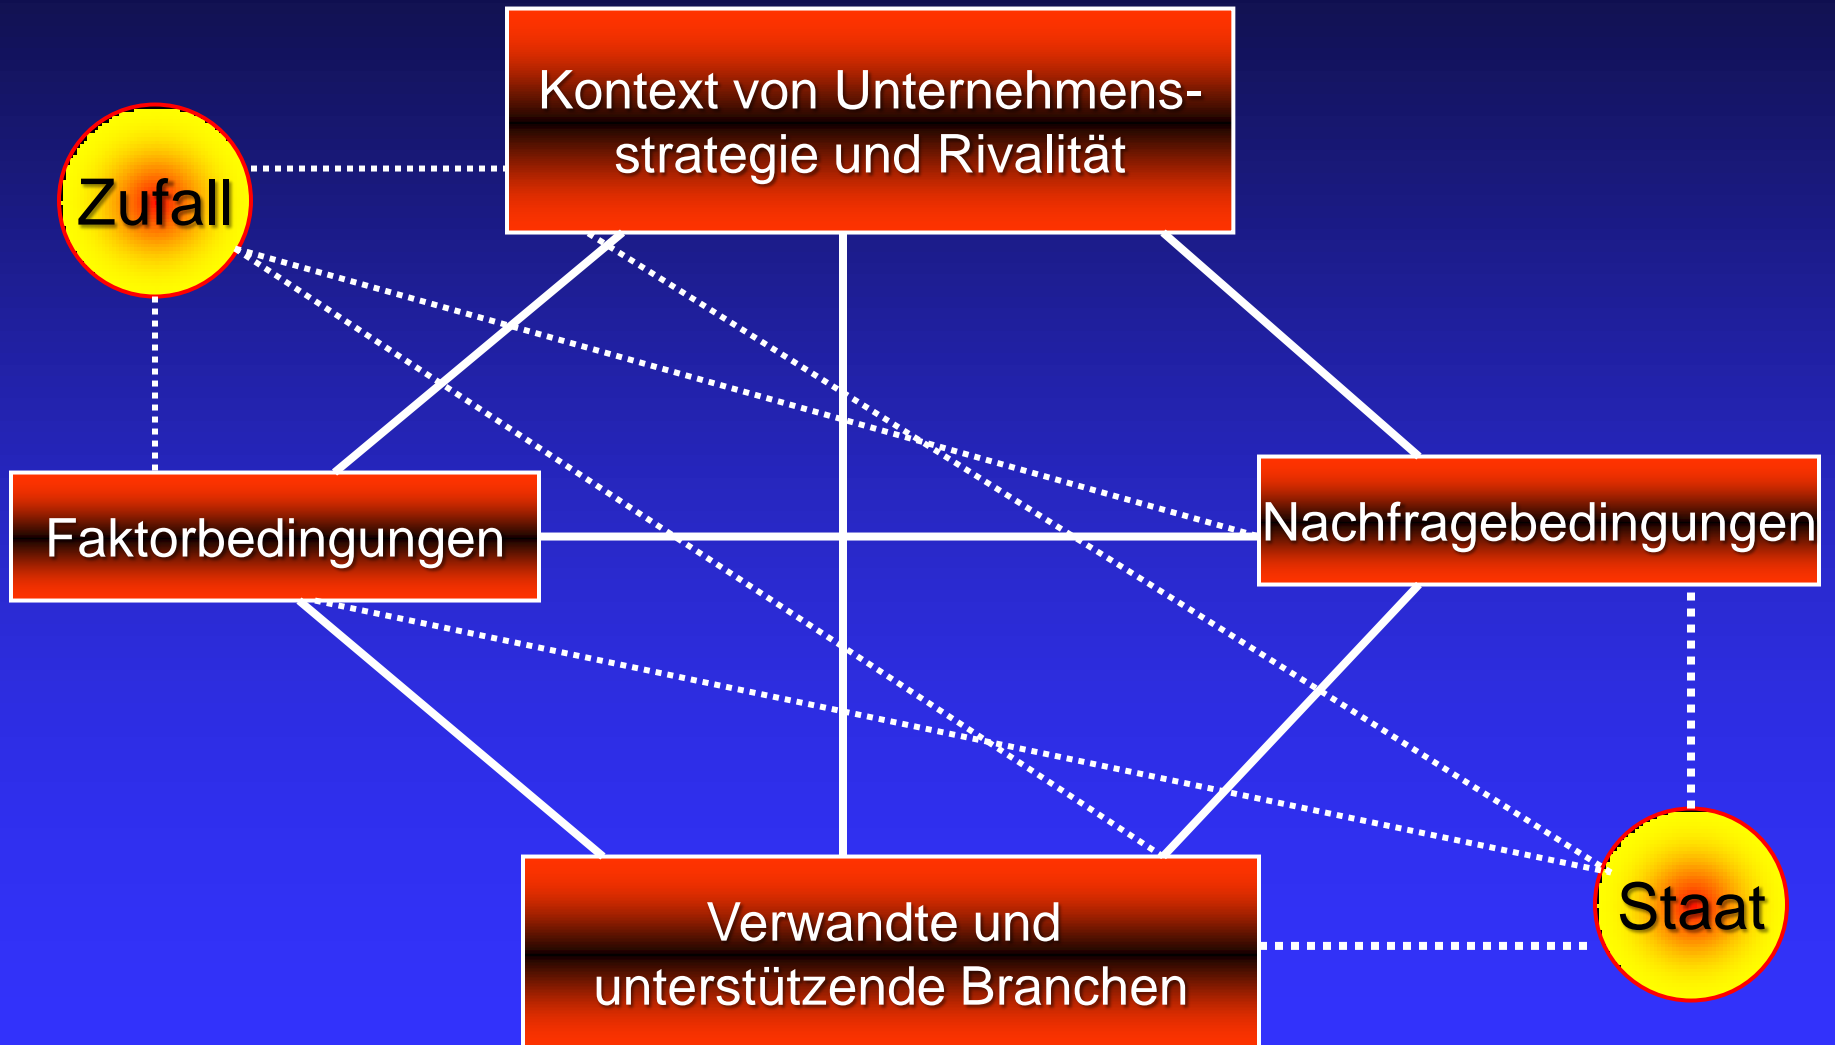 Kontext von Unternehmens-
strategie und Rivalität
Zufall
Faktorbedingungen
Nachfragebedingungen
Verwandte und
unterstützende Branchen
Staat